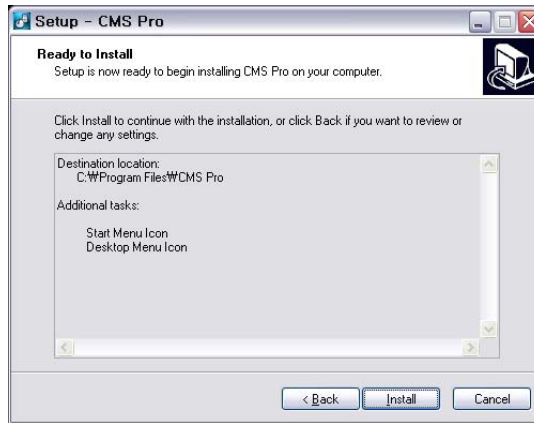 Setup - CMS Pro
Ready to Install
Setup is now ready to begin installing CMS Pro on your computer.
Click Install to continue with the installation, or click Back if you want to review or
change any settings.
Destination location:
C:₩Program Files₩CMS Pro
Additional tasks:
Start Menu Icon
Desktop Menu Icon
< Back
Install
Cancel